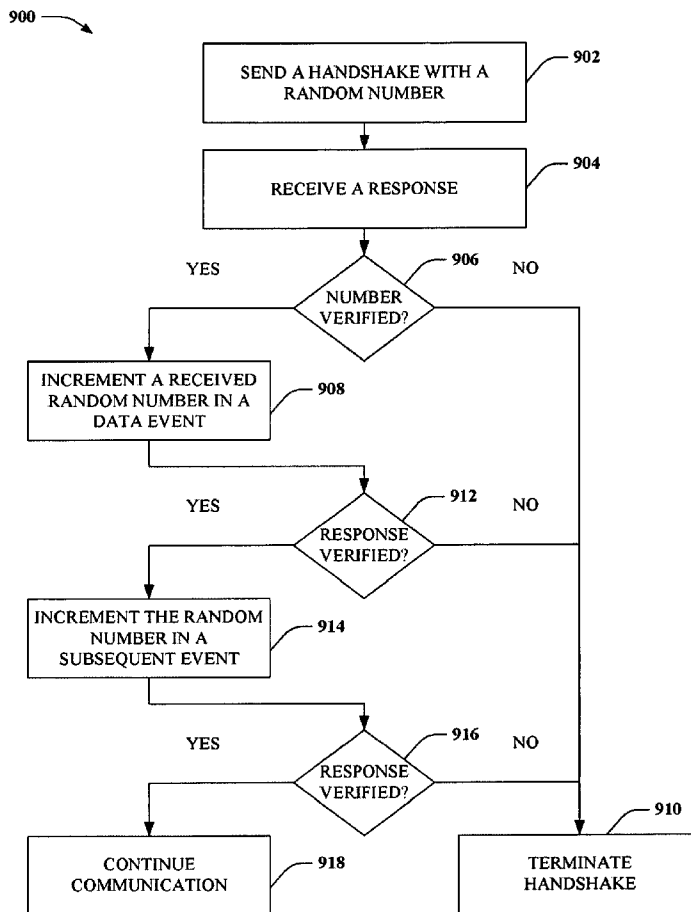 900
SEND A HANDSHAKE WITH A
RANDOM NUMBER
902
RECEIVE A RESPONSE
904
YES
906
NO
NUMBER
VERIFIED?
INCREMENT A RECEIVED
RANDOM NUMBER IN A
DATA EVENT
908
YES
912
NO
RESPONSE
VERIFIED?
INCREMENT THE RANDOM
NUMBER IN A
SUBSEQUENT EVENT
914
YES
916
NO
RESPONSE
VERIFIED?
910
CONTINUE
COMMUNICATION
918
TERMINATE
HANDSHAKE